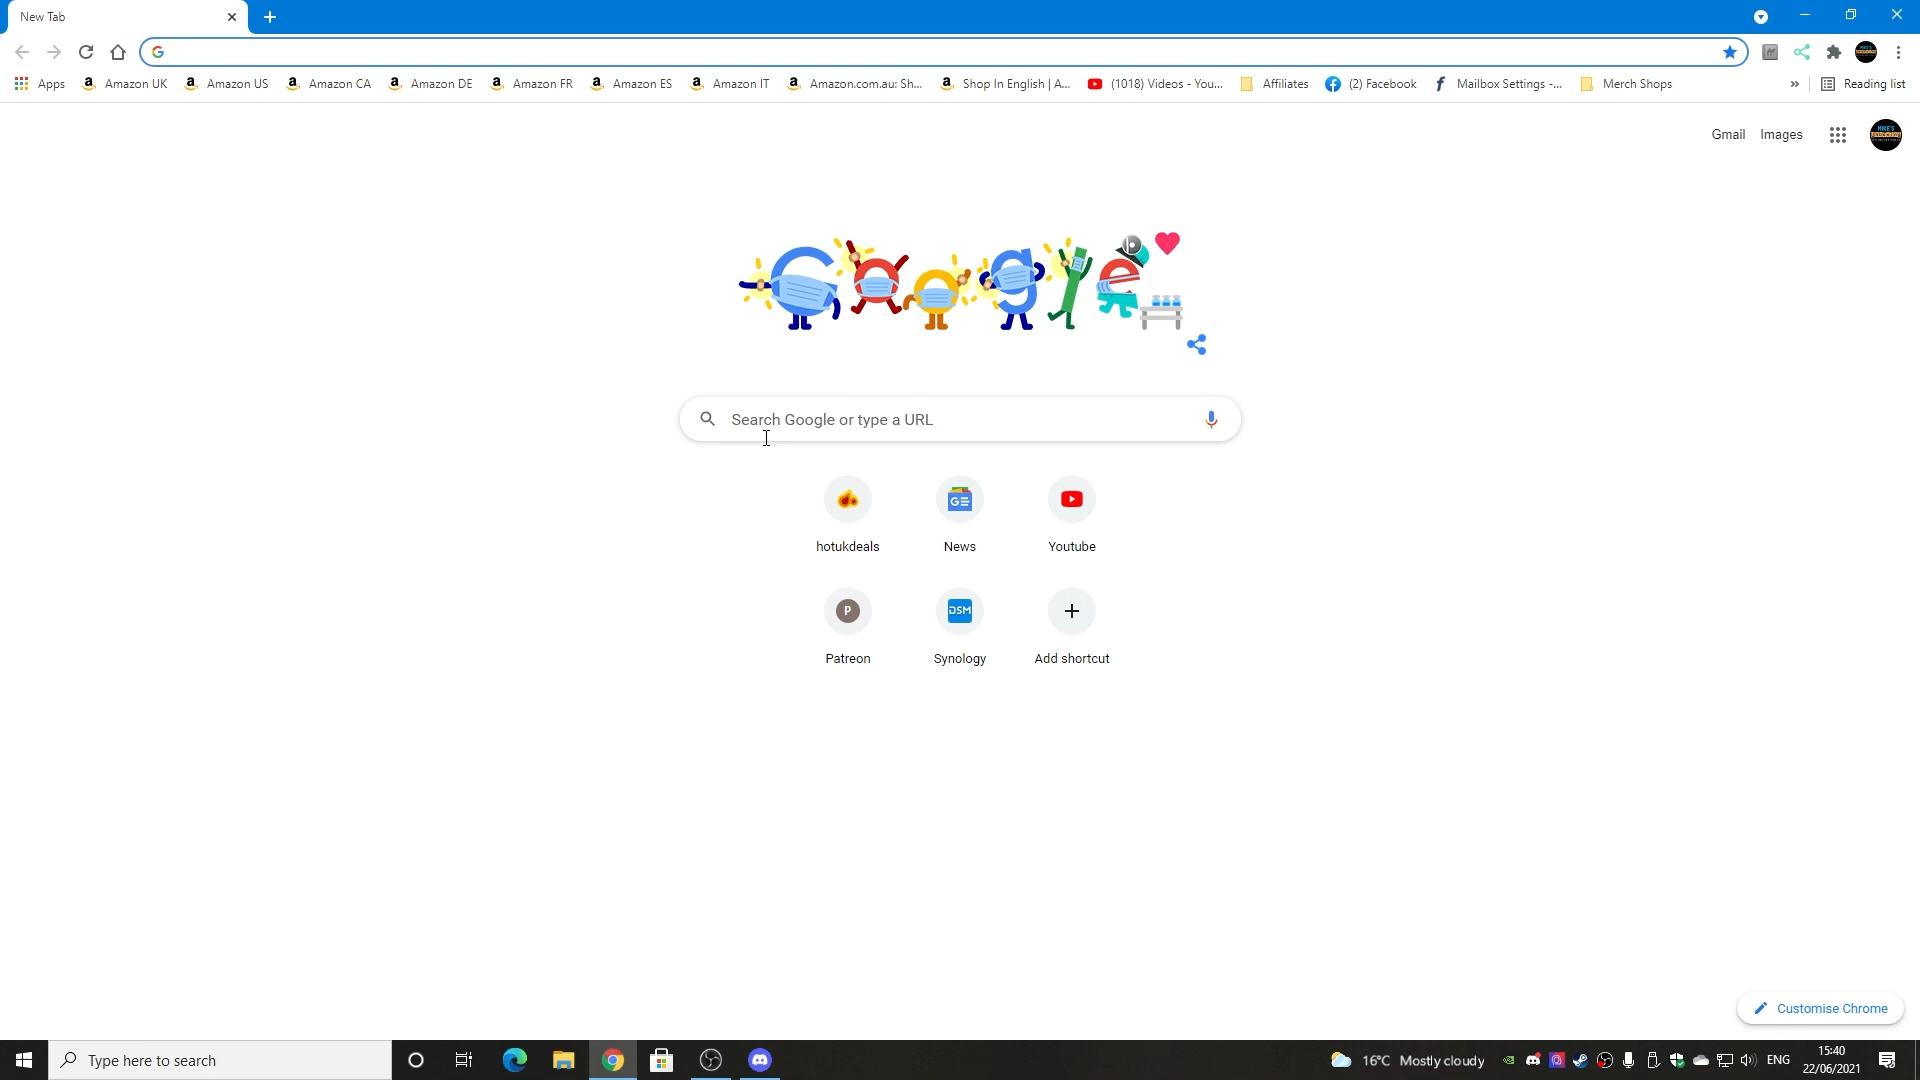 New Tab
Apps Amazon UK Amazon US Amazon CA Amazon DE Amazon FR Amazon ES Amazon IT Amazon.com.au: Sh... Shop In English | A... (1018) Videos - You... Affiliates (2) Facebook Mailbox Settings -... Merch Shops » Reading list
Gmail Images
Google
Search Google or type a URL
hotukdeals News Youtube
P DSM
Patreon Synology Add shortcut
Customise Chrome
Type here to search
16°C Mostly cloudy ENG 15:40
22/06/2021